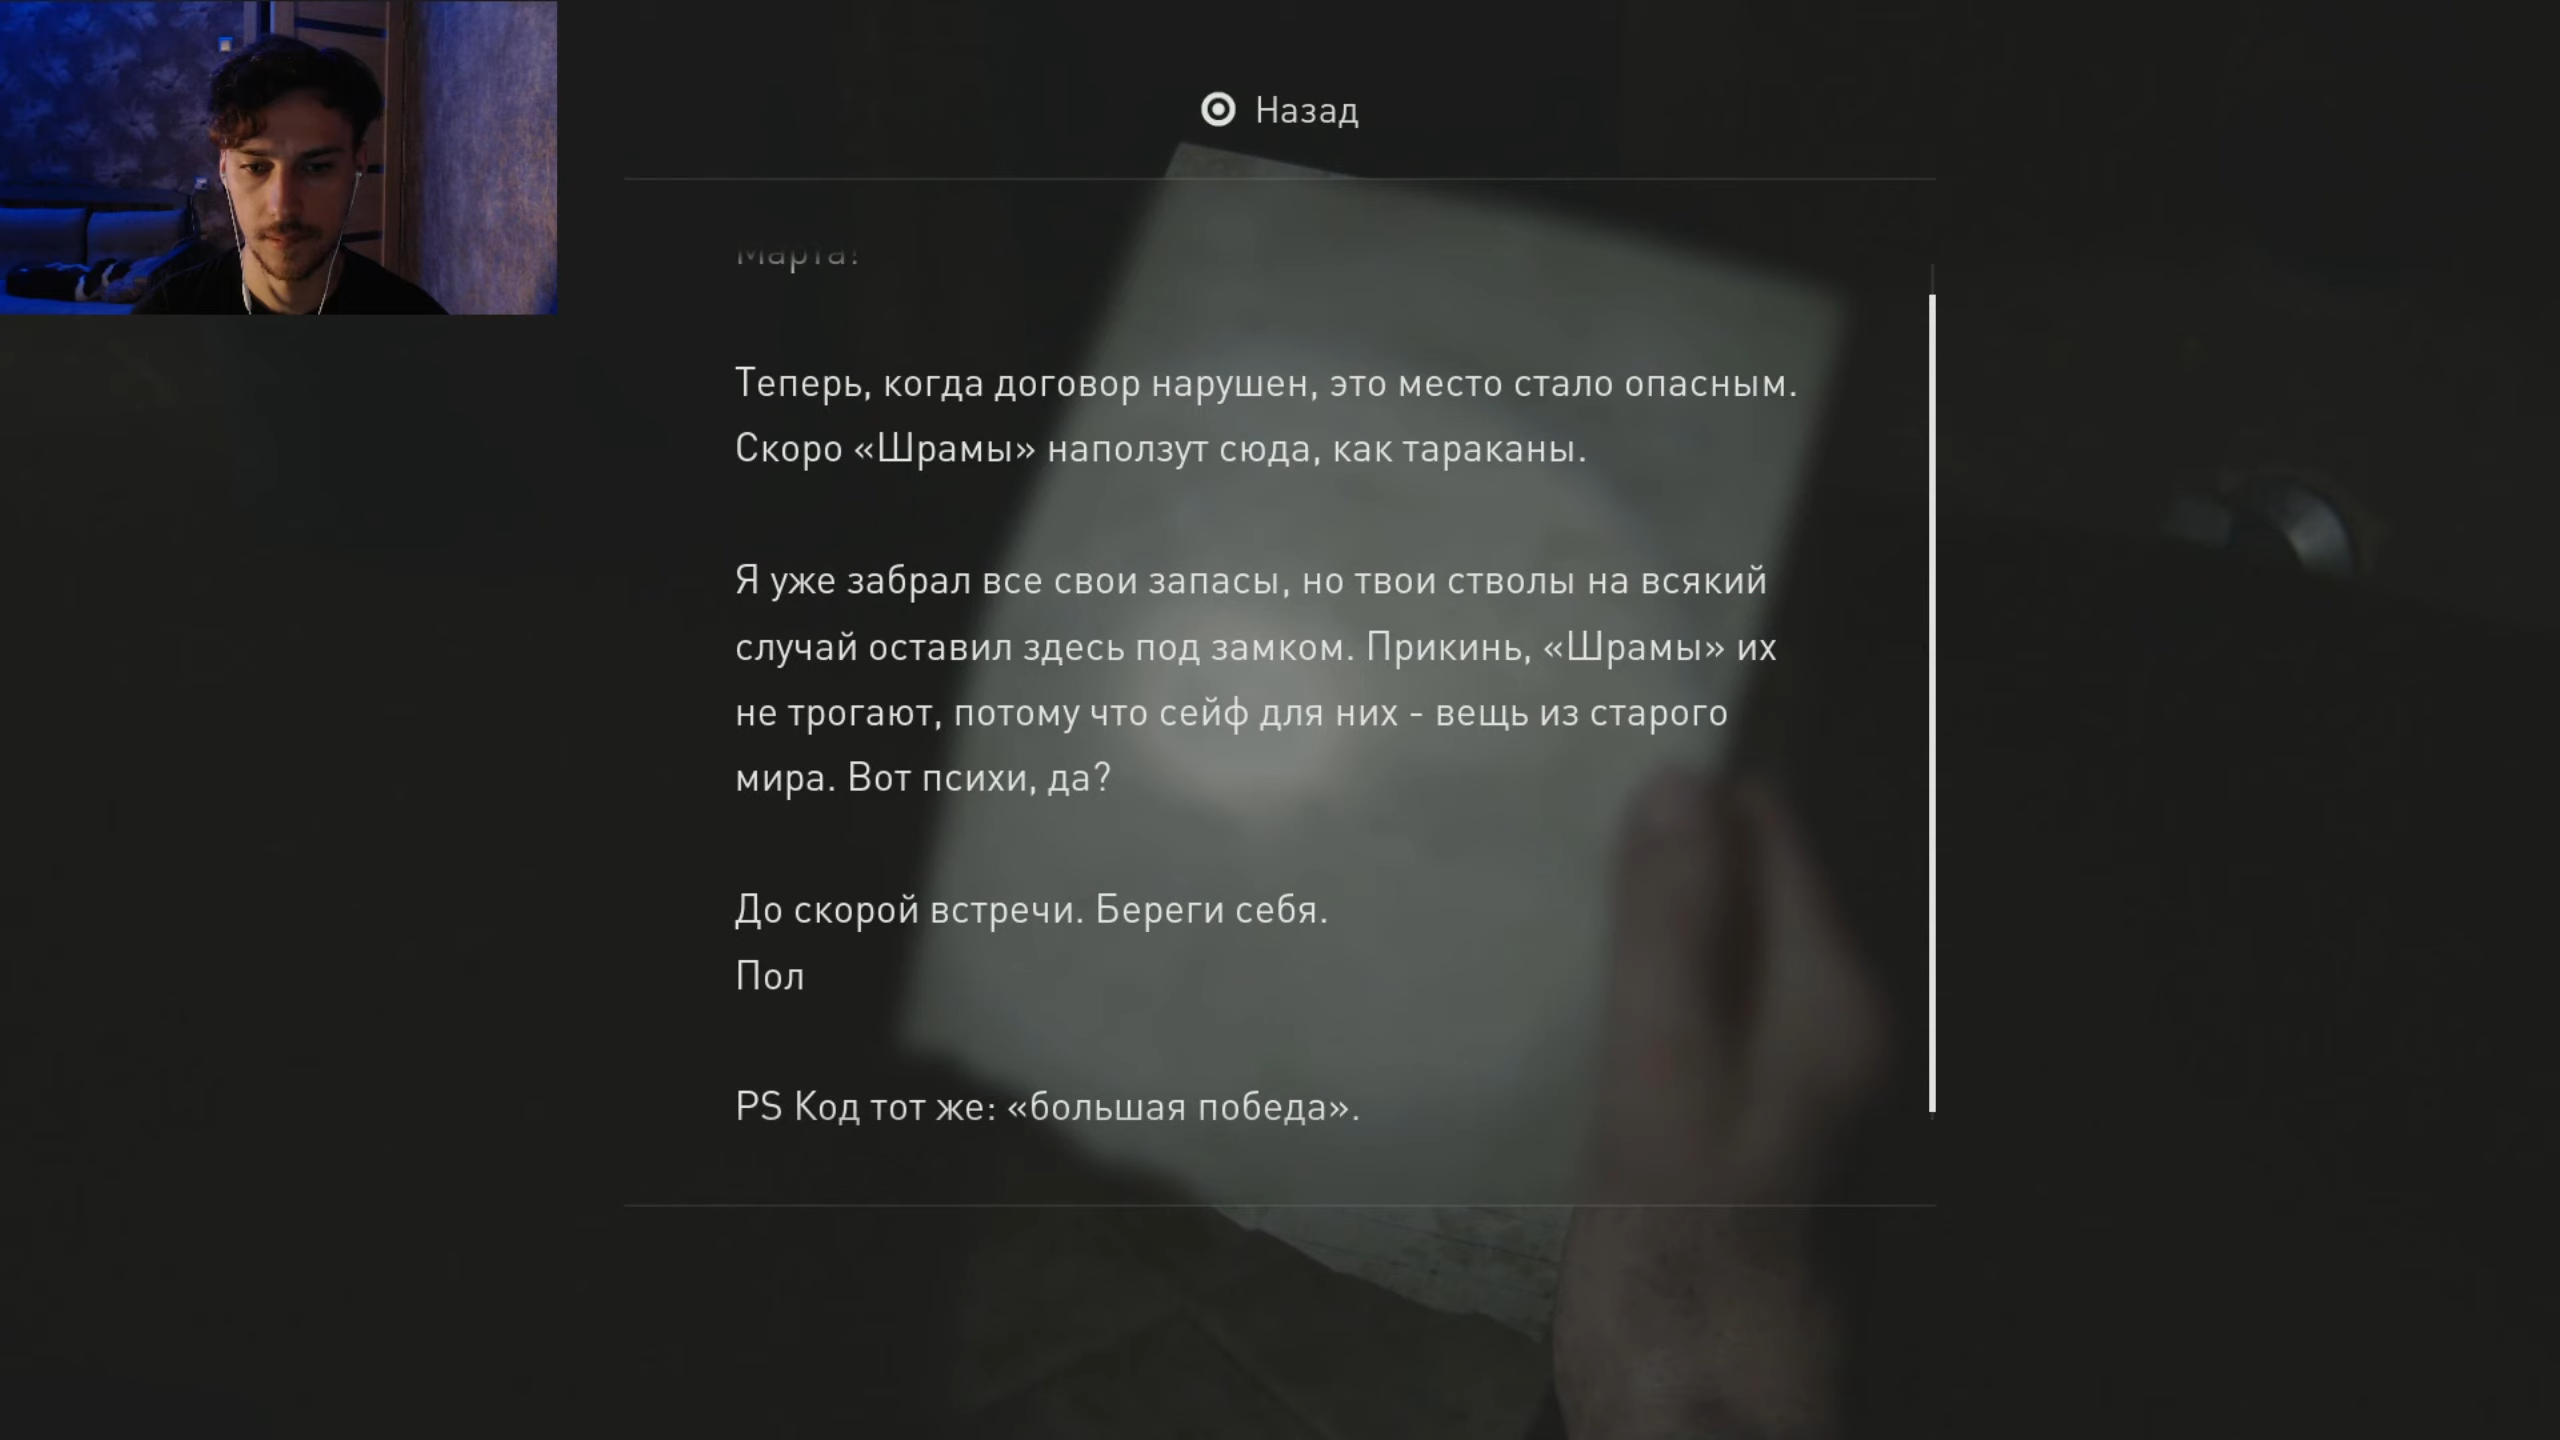 Назад
Марта!
Теперь, когда договор нарушен, это место стало опасным.
Скоро «Шрамы» наползут сюда, как тараканы.
Я уже забрал все свои запасы, но твои стволы на всякий
случай оставил здесь под замком. Прикинь, «Шрамы» их
не трогают, потому что сейф для них - вещь из старого
мира. Вот психи, да?
До скорой встречи. Береги себя.
Пол
PS Код тот же: «большая победа».